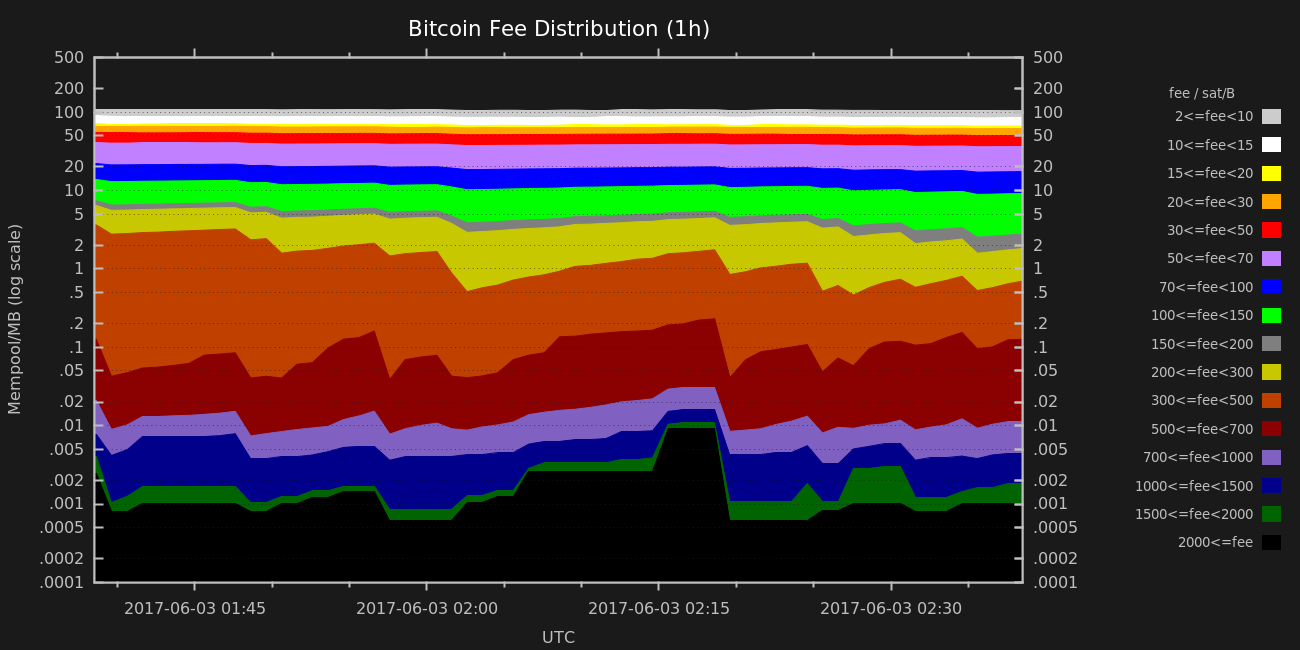 Bitcoin Fee Distribution (1h)
500 500
200 200
100 100
50 50
20 20
10 10
5 5
2 2
1 1
.5 .5
.2 .2
.1 .1
.05 .05
.02 .02
.01 .01
.005 .005
.002 .002
.001 .001
.0005 .0005
.0002 .0002
.0001 .0001
Mempool/MB (log scale)
2017-06-03 01:45 2017-06-03 02:00 2017-06-03 02:15 2017-06-03 02:30
UTC
fee / sat/B
2<=fee<10
10<=fee<15
15<=fee<20
20<=fee<30
30<=fee<50
50<=fee<70
70<=fee<100
100<=fee<150
150<=fee<200
200<=fee<300
300<=fee<500
500<=fee<700
700<=fee<1000
1000<=fee<1500
1500<=fee<2000
2000<=fee